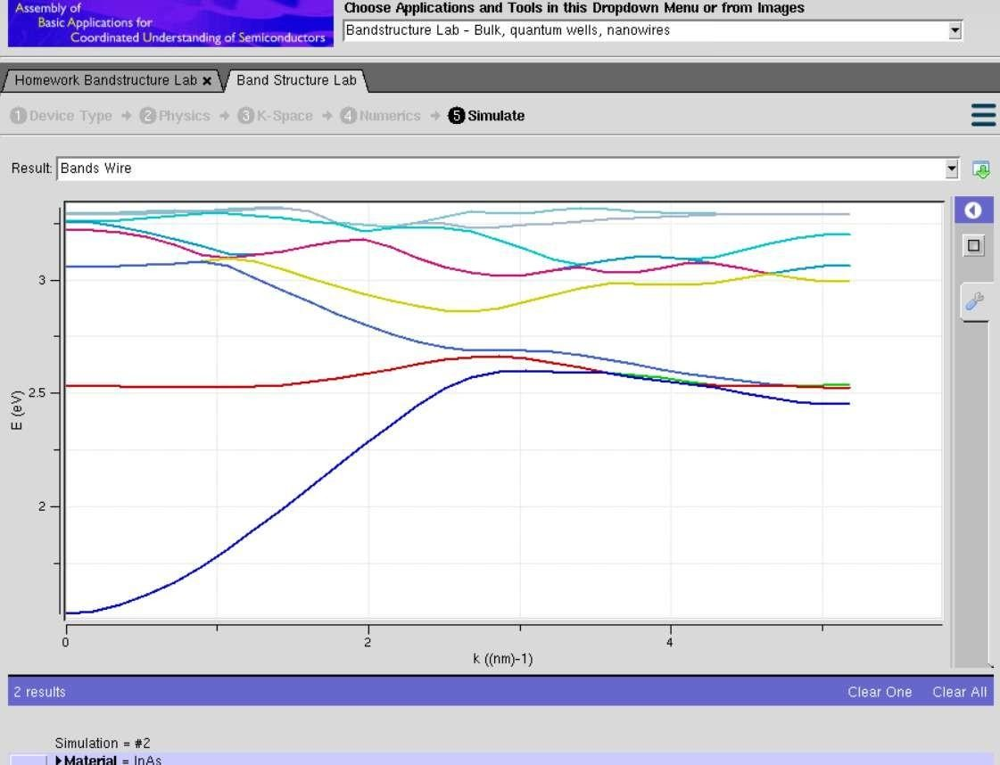 Assembly of
Basic Applications for
Coordinated Understanding of Semiconductors
Choose Applications and Tools in this Dropdown Menu or from Images
Bandstructure Lab - Bulk, quantum wells, nanowires
Homework Bandstructure Lab × Band Structure Lab
1 Device Type → 2 Physics → 3 K-Space → 4 Numerics → 5 Simulate
Result: Bands Wire
3
2.5
2
E (eV)
0 2 4
k ((nm)-1)
2 results Clear One Clear All
Simulation = #2
Material = InAs